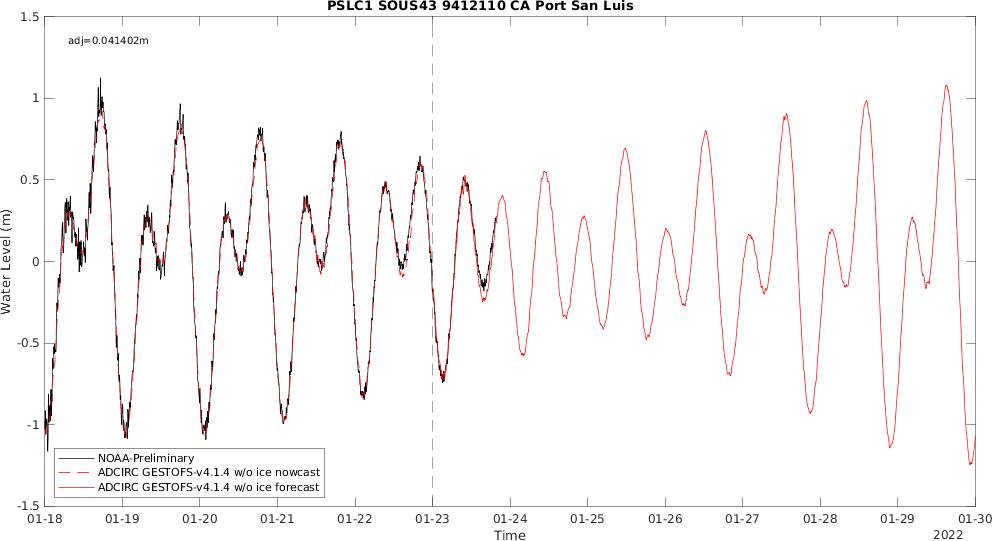 PSLC1 SOUS43 9412110 CA Port San Luis
adj=0.041402m
Water Level (m)
1.5
1
0.5
0
-0.5
-1
-1.5
NOAA-Preliminary
ADCIRC GESTOFS-v4.1.4 w/o ice nowcast
ADCIRC GESTOFS-v4.1.4 w/o ice forecast
01-18 01-19 01-20 01-21 01-22 01-23 01-24 01-25 01-26 01-27 01-28 01-29 01-30
Time
2022